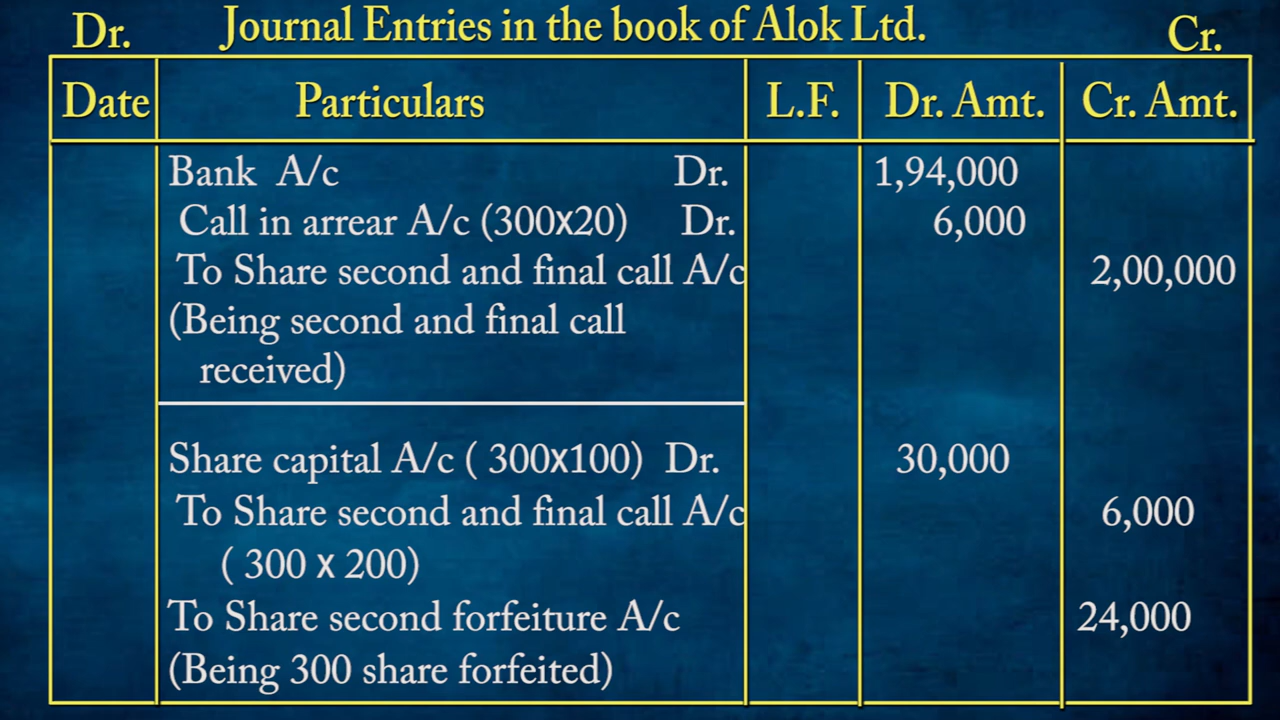 Dr. Journal Entries in the book of Alok Ltd. Cr.
Date Particulars L.F. Dr. Amt. Cr. Amt.
Bank A/c Dr. 1,94,000
Call in arrear A/c (300x20) Dr. 6,000
To Share second and final call A/c 2,00,000
(Being second and final call
received)
Share capital A/c ( 300x100) Dr. 30,000
To Share second and final call A/c 6,000
( 300 x 200)
To Share second forfeiture A/c 24,000
(Being 300 share forfeited)